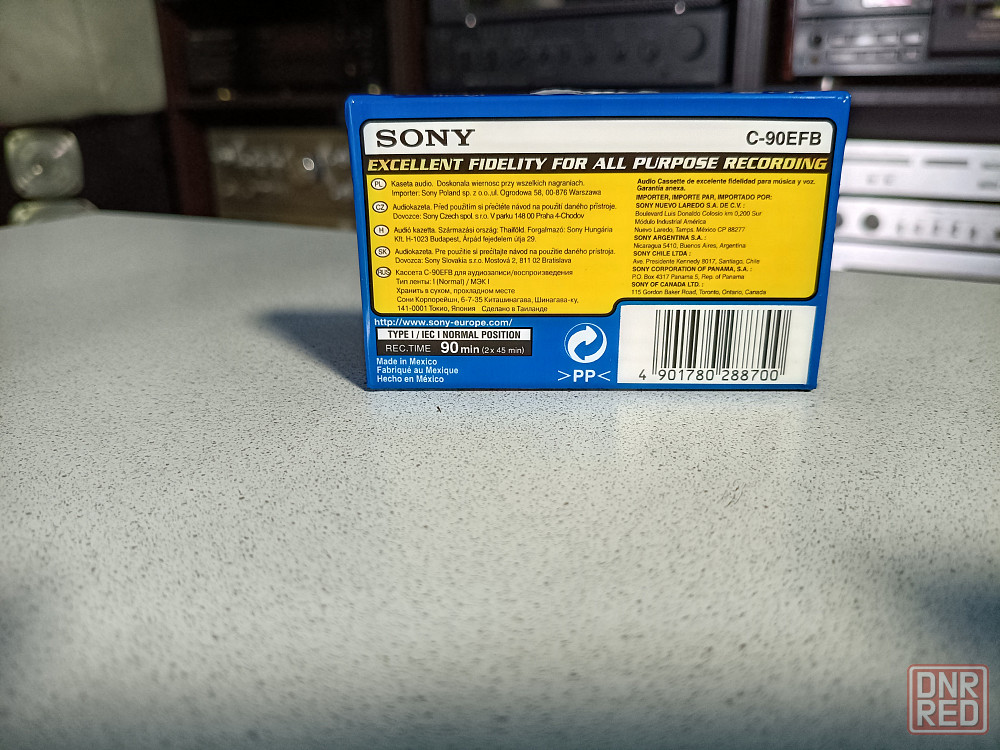 SONY
C-90EFB
EXCELLENT FIDELITY FOR ALL PURPOSE RECORDING
PL Kaseta audio. Doskonala wiernosc przy wszelkich nagraniach.
Importer: Sony Poland sp. z o.o.,ul. Ogrodowa 58, 00-876 Warszawa
CZ Audiokazeta. Před použitím si přečtěte návod na použití daného přístroje.
Dovozce: Sony Czech spol. s r.o. V parku 148 00 Praha 4-Chodov
H Audió kazetta. Származási ország: Thaiföld. Forgalmazó: Sony Hungária
Kft. H-1023 Budapest, Árpád fejedelem útja 29.
SK Audiokazeta. Pre použitie si prečítajte návod na použitie daného prístroja.
Dovozca: Sony Slovakia s.r.o. Mostová 2, 811 02 Bratislava
RUS Кассета C-90EFB для аудиозаписи/воспроизведения
Тип ленты: I (Normal) / МЭК I
Хранить в сухом, прохладном месте
Сони Корпорейшн, 6-7-35 Киташинагава, Шинагава-ку,
141-0001 Токио, Япония Сделано в Таиланде
Audio Cassette de excelente fidelidad para música y voz.
Garantía anexa.
IMPORTER, IMPORTE PAR, IMPORTADO POR:
SONY NUEVO LAREDO S.A. DE C.V. :
Boulevard Luis Donaldo Colosio km 0,200 Sur
Módulo Industrial América
Nuevo Laredo, Tamps. México CP 88277
SONY ARGENTINA S.A. :
Nicaragua 5410, Buenos Aires, Argentina
SONY CHILE LTDA :
Ave. Presidente Kennedy 8017, Santiago, Chile
SONY CORPORATION OF PANAMA, S.A. :
P.O. Box 4317 Panama 5, Rep. of Panama
SONY OF CANADA LTD. :
115 Gordon Baker Road, Toronto, Ontario, Canada
http://www.sony-europe.com/
TYPE I / IEC I NORMAL POSITION
REC.TIME 90 min (2 x 45 min)
Made in Mexico
Fabriqué au Mexique
Hecho en México
>PP<
4 901780 288700
DNR
RED